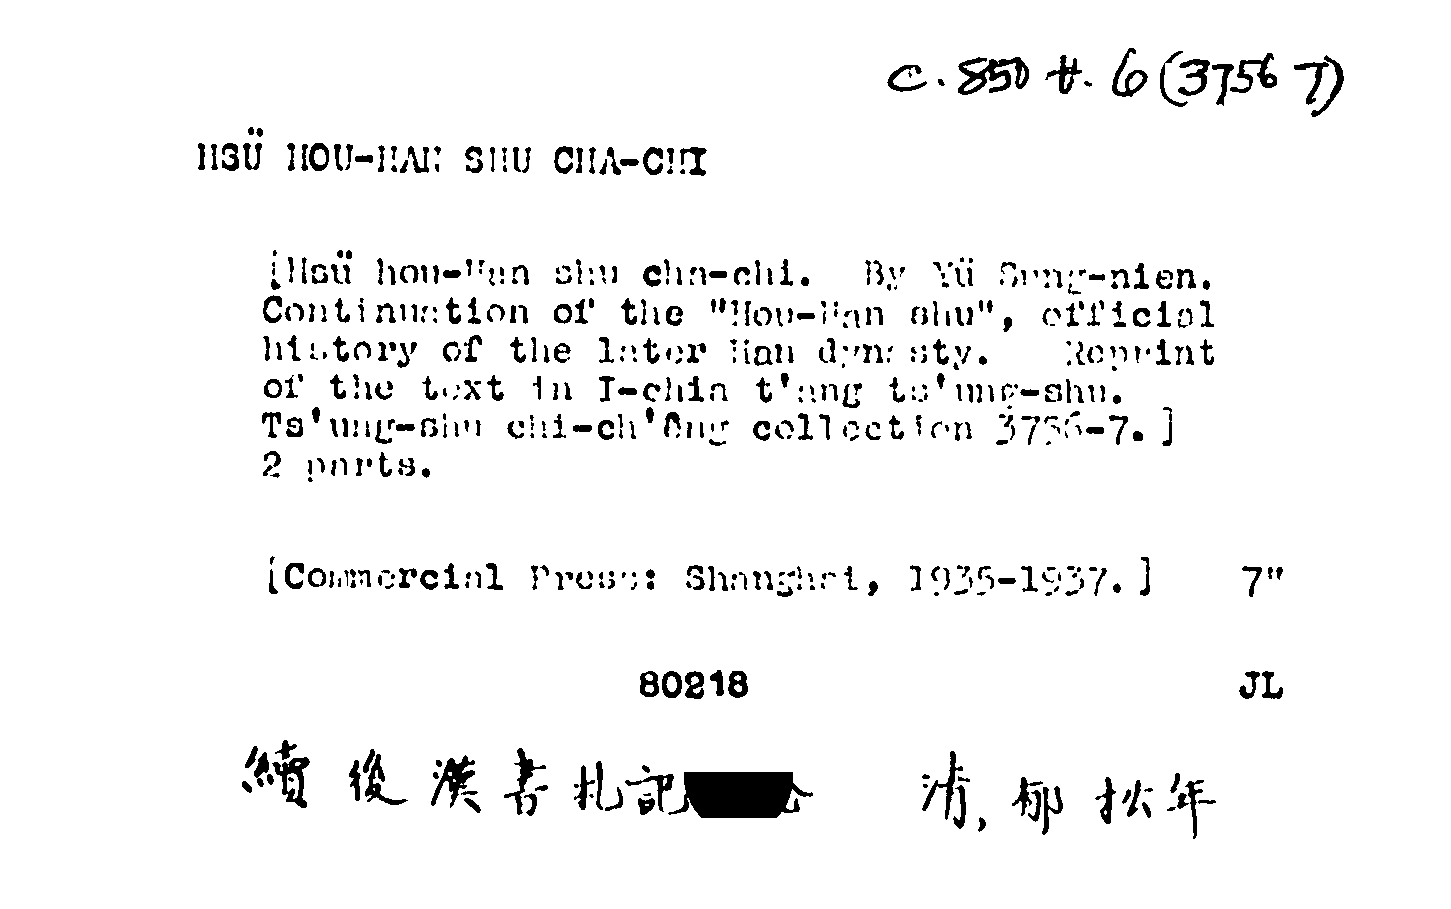 C. 850 H. 6 (3756 7)
HSÜ HOU-HAN SHU CHA-CHI
[Hsü hou-Han shu cha-chi. By Yü Sung-nien.
Continuation of the "Hou-Han shu", official
history of the later Han dynasty. Reprint
of the text in I-chia t'ang ts'ung-shu.
Ts'ung-shu chi-ch'êng collection 3756-7.]
2 parts.
[Commercial Press: Shanghai, 1935-1937.] 7"
80218 JL
續後漢書札記 清, 郁松年